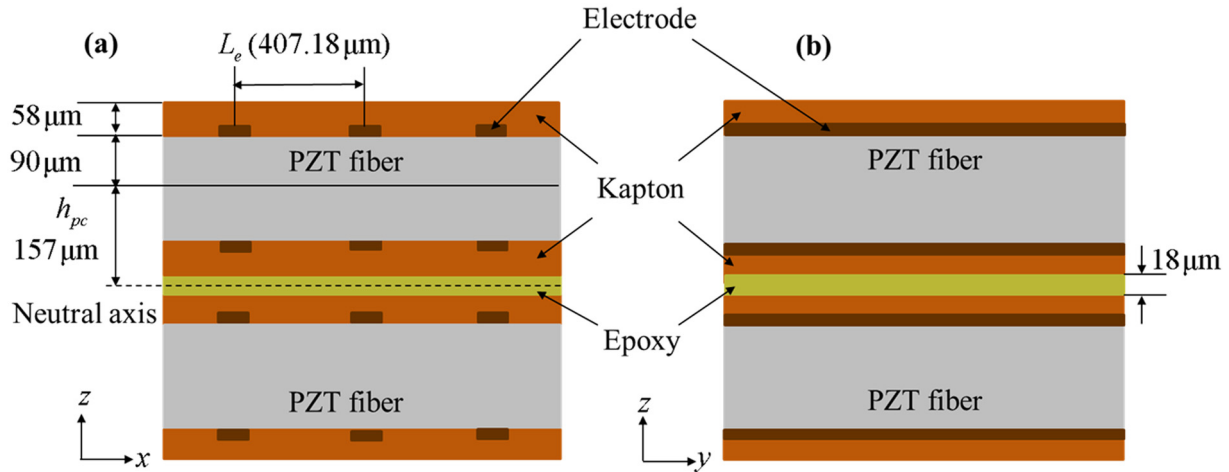 (a)
L_e (407.18 μm)
Electrode
(b)
58 μm
90 μm
PZT fiber
PZT fiber
Kapton
h_pc
157 μm
18 μm
Neutral axis
Epoxy
PZT fiber
PZT fiber
z
x
z
y